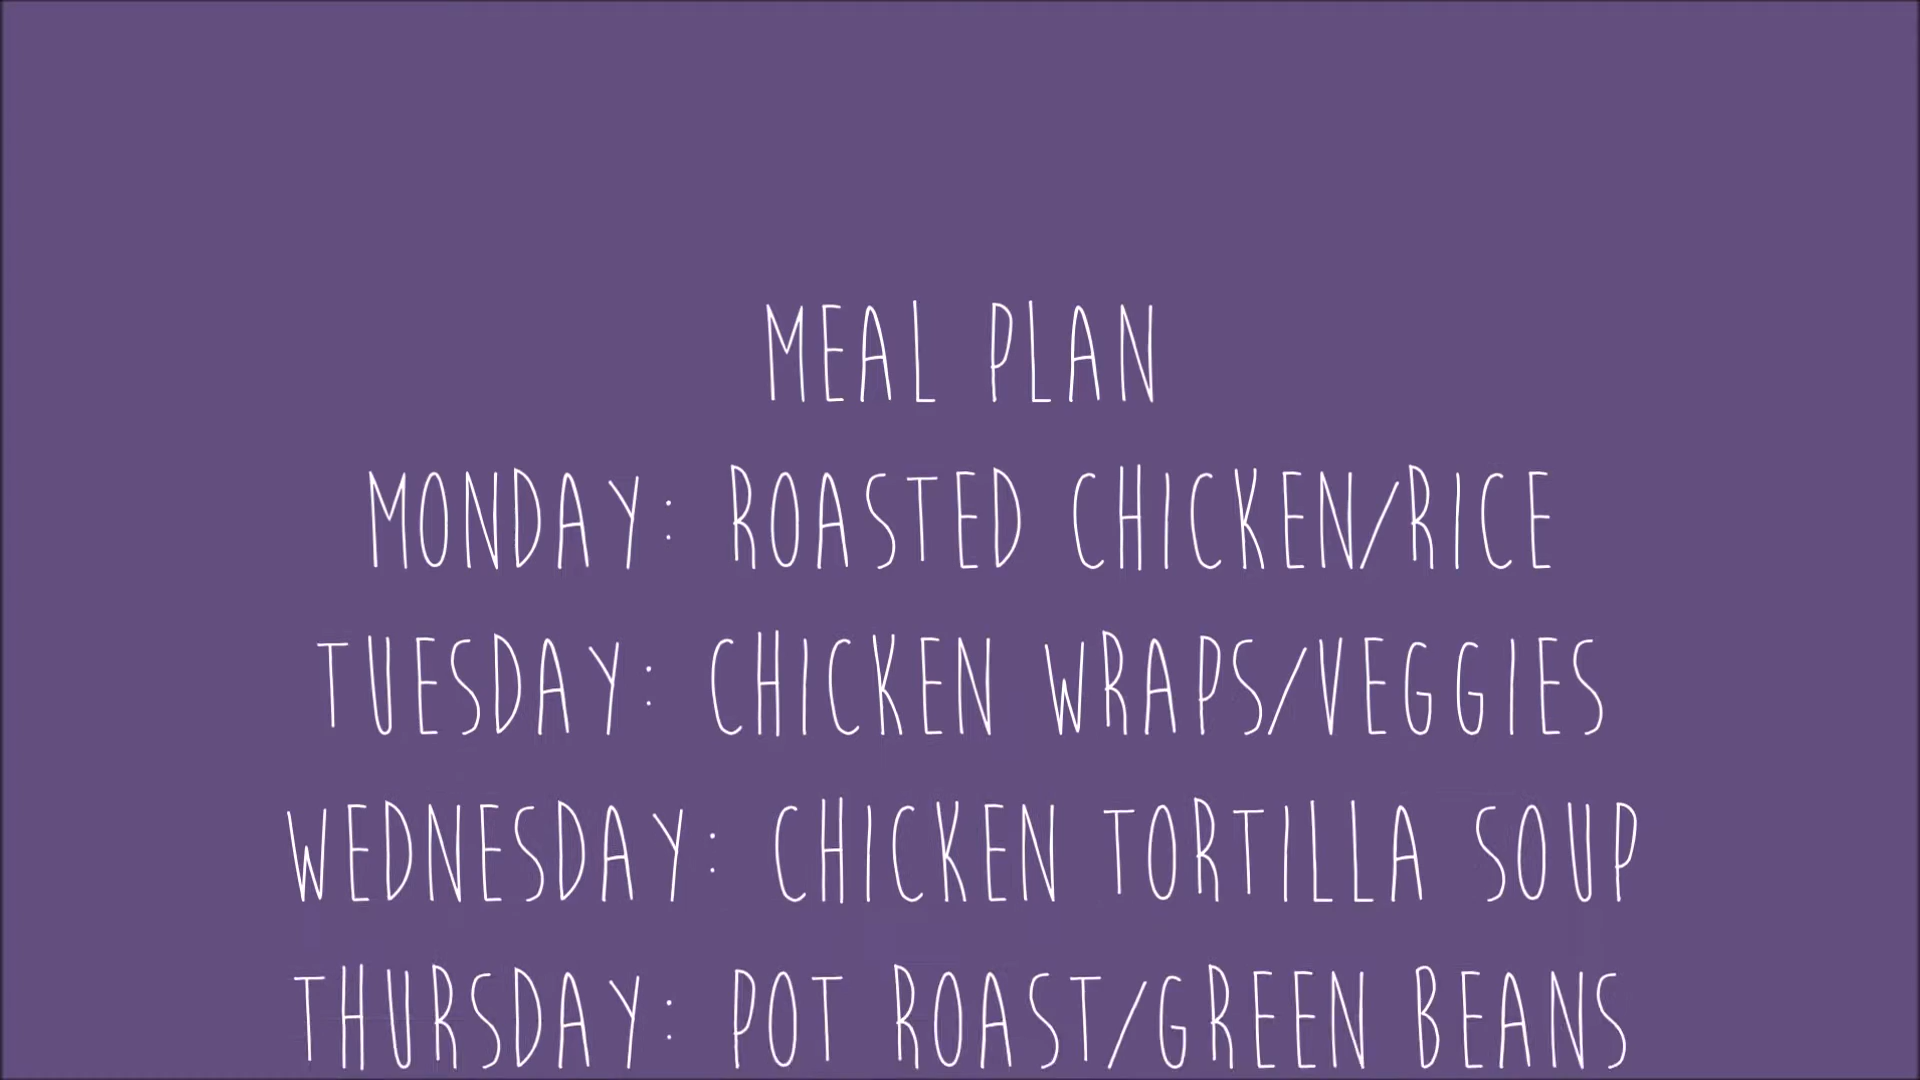 MEAL PLAN
MONDAY: ROASTED CHICKEN/RICE
TUESDAY: CHICKEN WRAPS/VEGGIES
WEDNESDAY: CHICKEN TORTILLA SOUP
THURSDAY: POT ROAST/GREEN BEANS